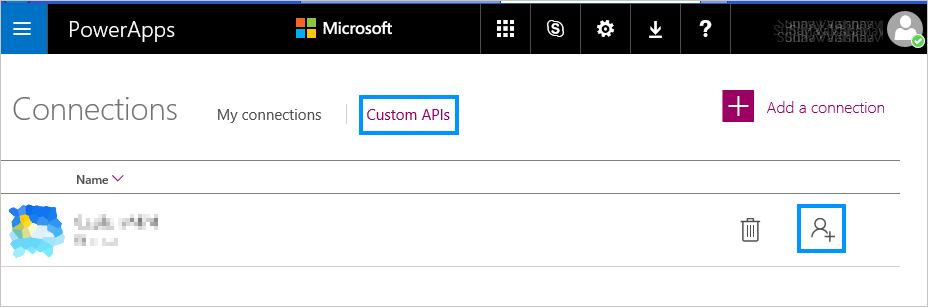 PowerApps
Microsoft
?
Connections
My connections
Custom APIs
Add a connection
Name